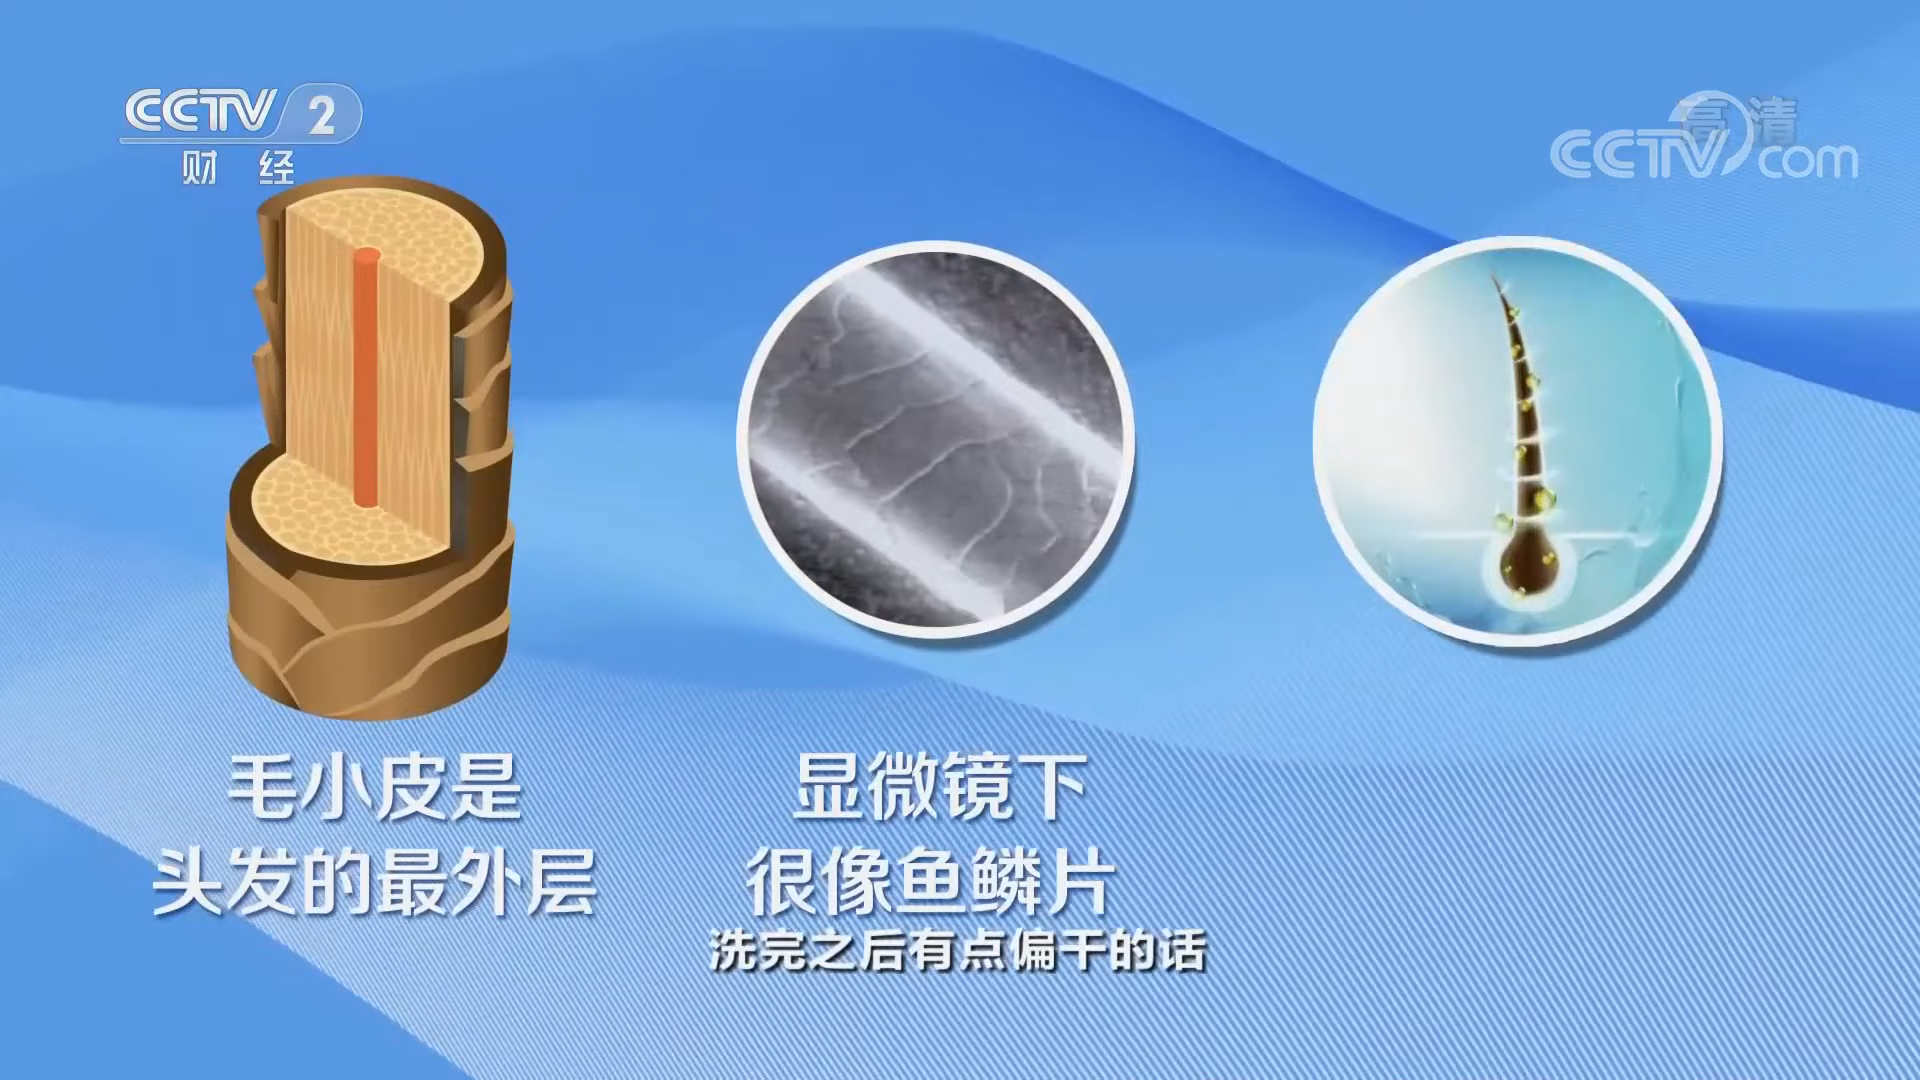 CCTV 2
财 经
高清
CCTV.com
毛小皮是
头发的最外层
显微镜下
很像鱼鳞片
洗完之后有点偏干的话